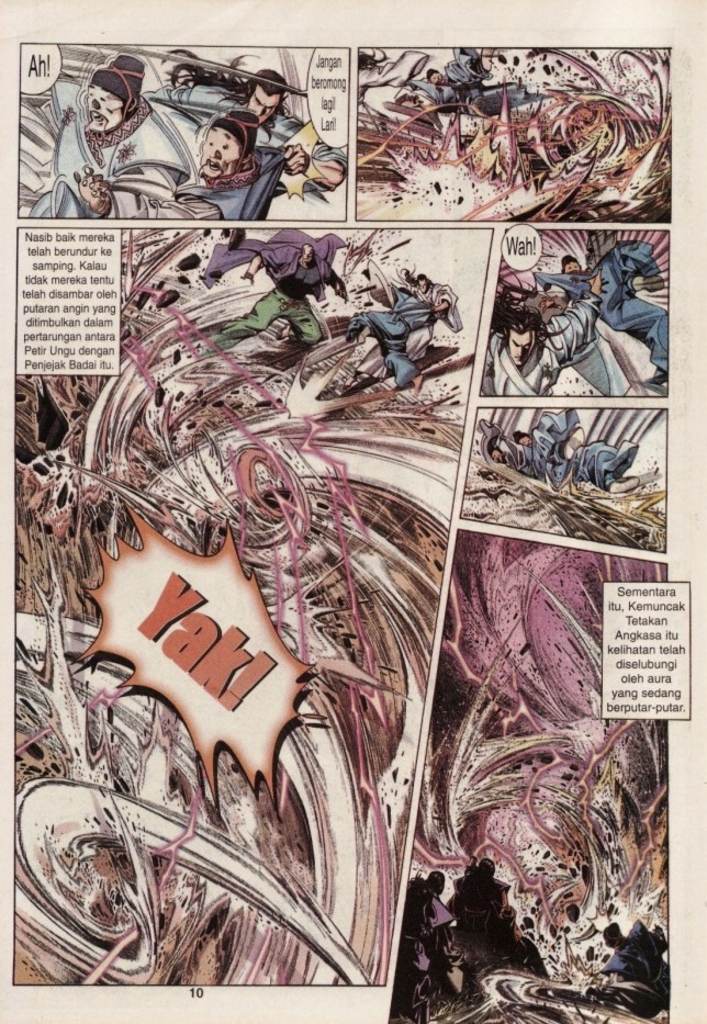 Ah!
Jangan
beromong
lagi!
Lari!
Nasib baik mereka
telah berundur ke
samping. Kalau
tidak mereka tentu
telah disambar oleh
putaran angin yang
ditimbulkan dalam
pertarungan antara
Petir Ungu dengan
Penjejak Badai itu.
Wah!
Yak!
Sementara
itu, Kemuncak
Tetakan
Angkasa itu
kelihatan telah
diselubungi
oleh aura
yang sedang
berputar-putar.
10